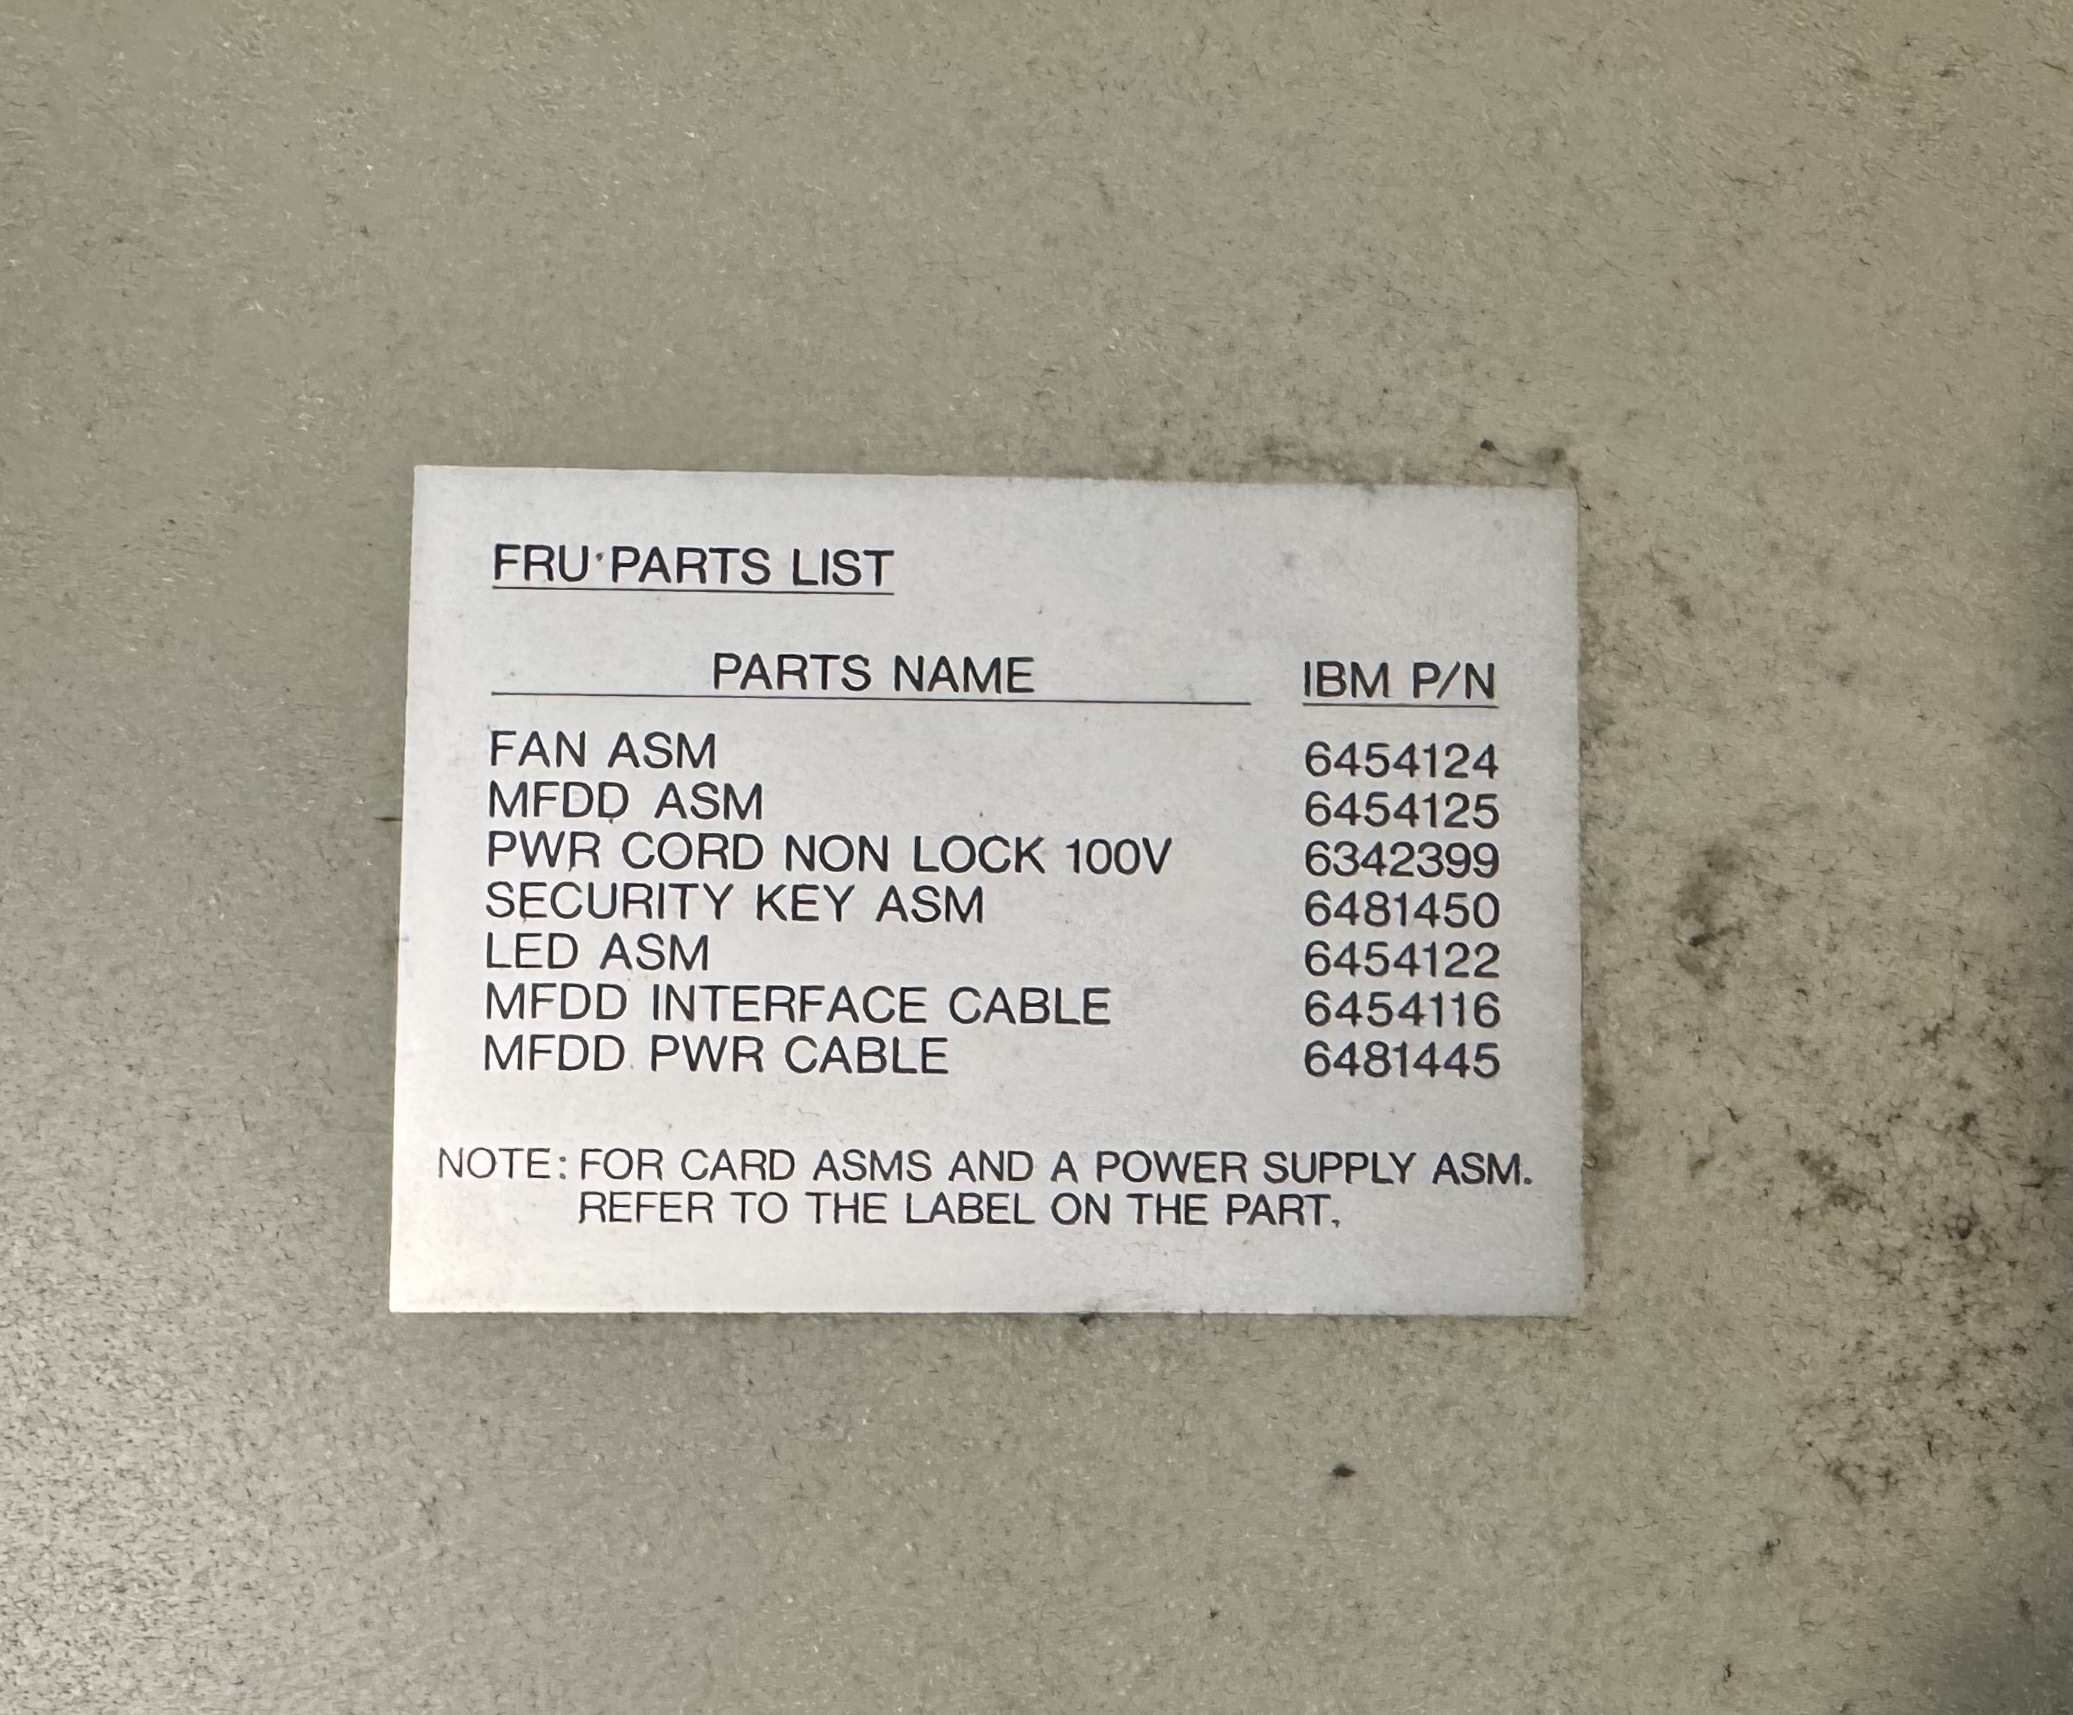 FRU PARTS LIST
PARTS NAME IBM P/N
FAN ASM 6454124
MFDD ASM 6454125
PWR CORD NON LOCK 100V 6342399
SECURITY KEY ASM 6481450
LED ASM 6454122
MFDD INTERFACE CABLE 6454116
MFDD PWR CABLE 6481445
NOTE: FOR CARD ASMS AND A POWER SUPPLY ASM.
REFER TO THE LABEL ON THE PART.